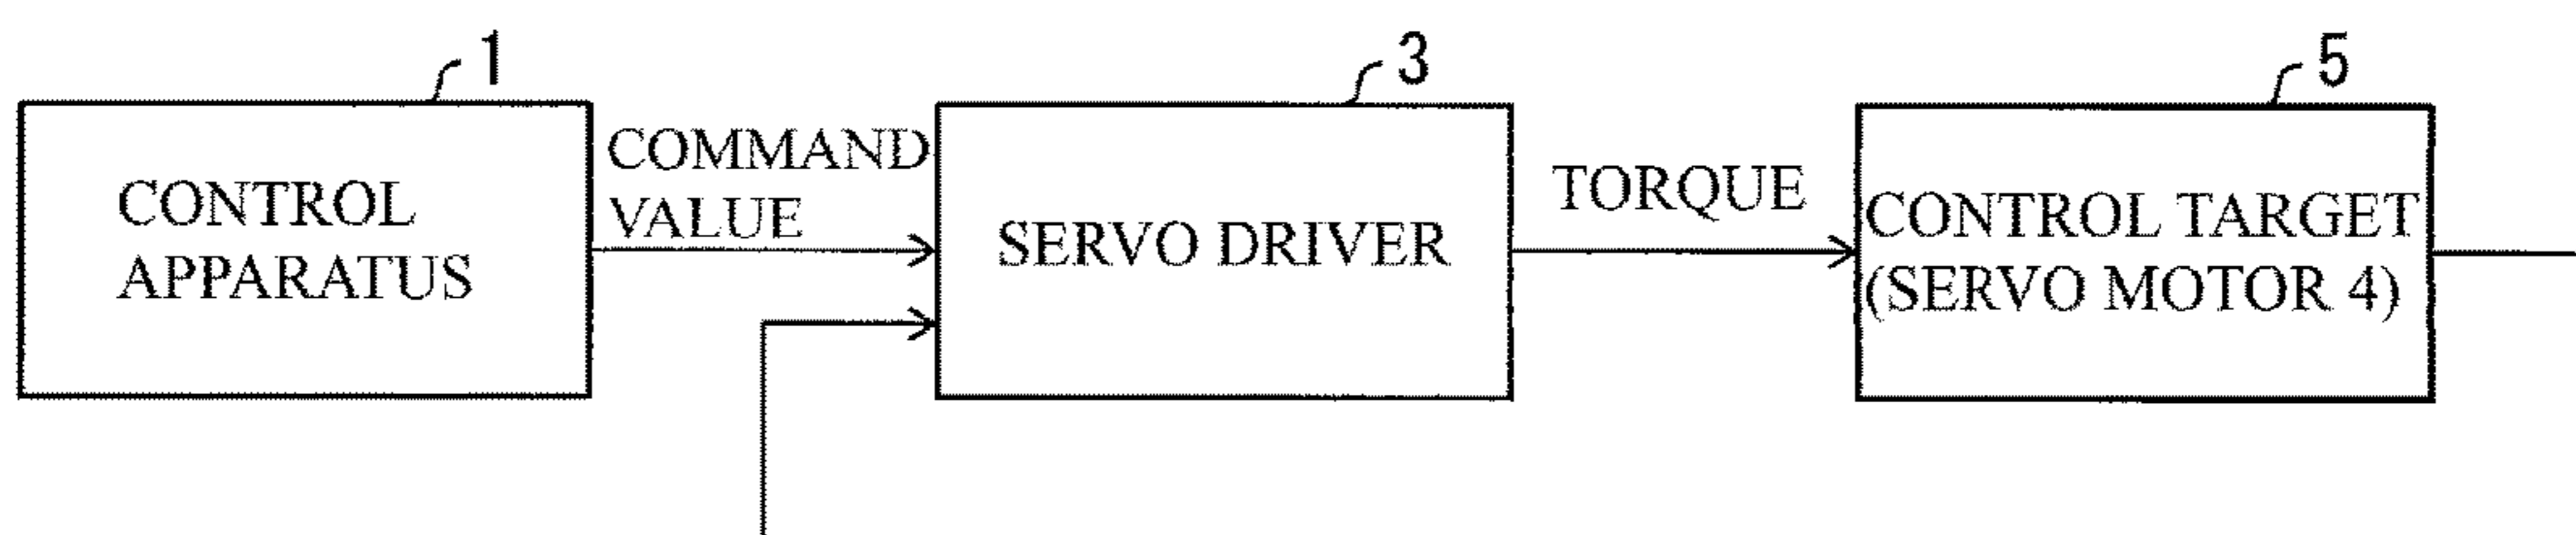 1
3
5
CONTROL
APPARATUS
COMMAND
VALUE
SERVO DRIVER
TORQUE
CONTROL TARGET
(SERVO MOTOR 4)